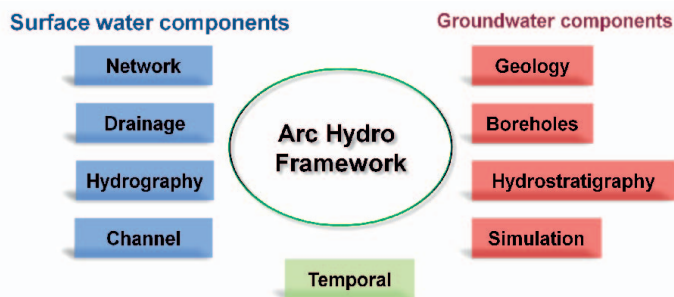 Surface water components
Groundwater components
Network
Drainage
Hydrography
Channel
Arc Hydro
Framework
Geology
Boreholes
Hydrostratigraphy
Simulation
Temporal